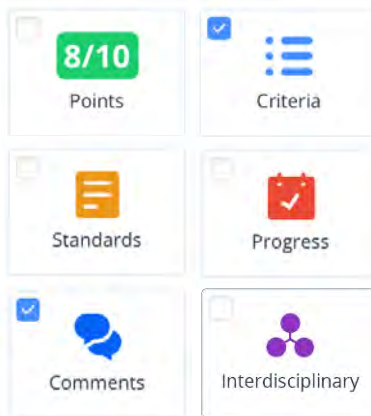 8/10
Points
Criteria
Standards
Progress
Comments
Interdisciplinary